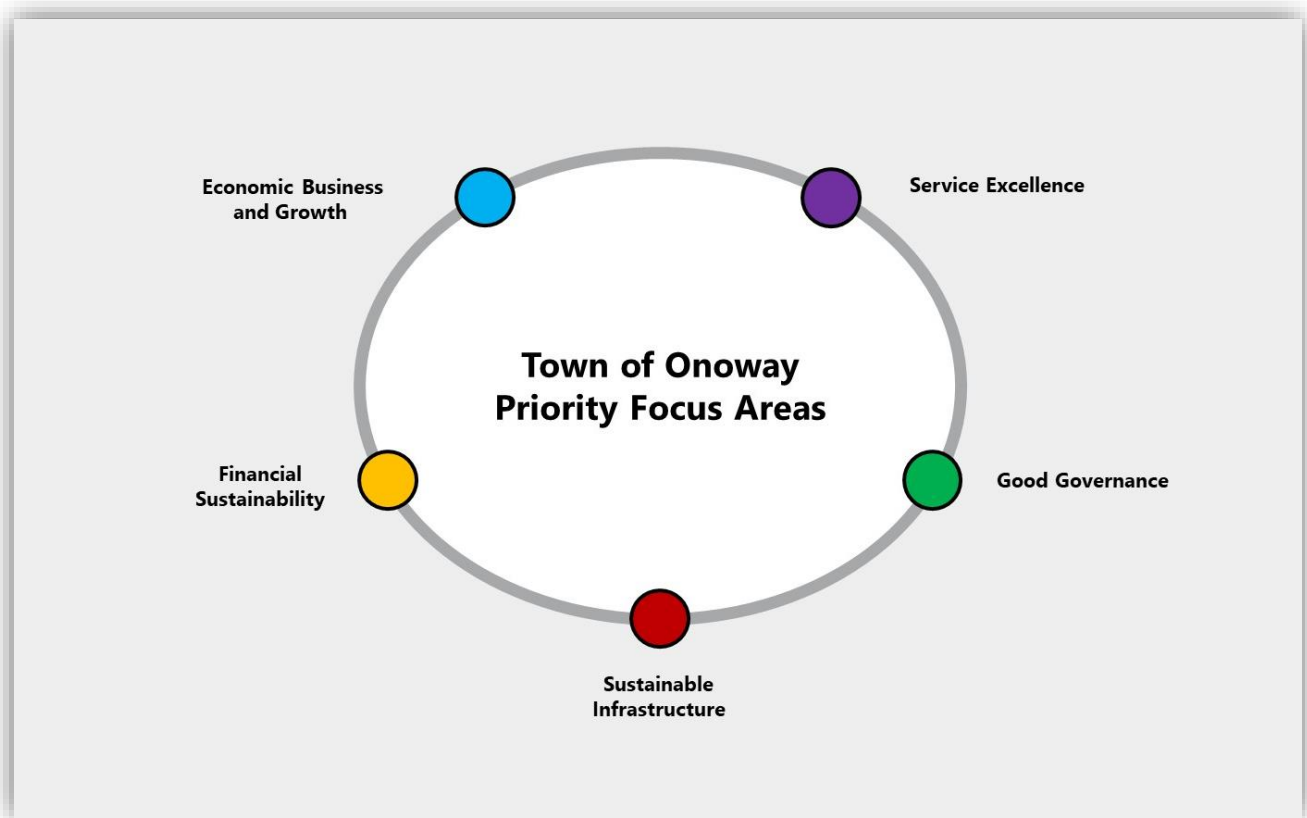 Economic Business
and Growth
Service Excellence
Town of Onoway
Priority Focus Areas
Financial
Sustainability
Good Governance
Sustainable
Infrastructure